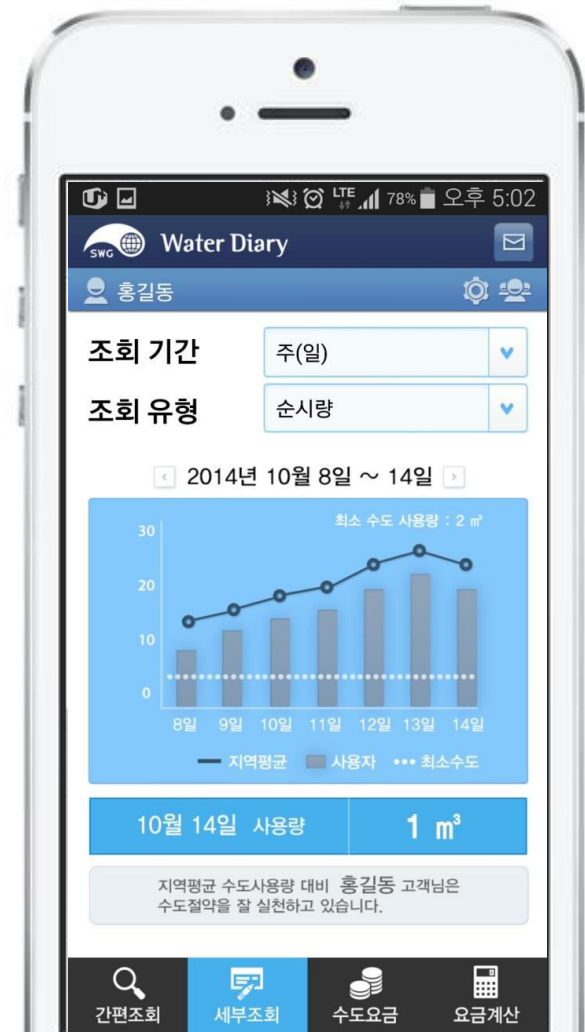 LTE 78% 오후 5:02
SWG Water Diary
홍길동
조회 기간 주(일)
조회 유형 순시량
2014년 10월 8일 ~ 14일
최소 수도 사용량 : 2 ㎥
30
20
10
0
8일 9일 10일 11일 12일 13일 14일
지역평균 사용자 최소수도
10월 14일 사용량 1 ㎥
지역평균 수도사용량 대비 홍길동 고객님은
수도절약을 잘 실천하고 있습니다.
간편조회 세부조회 수도요금 요금계산